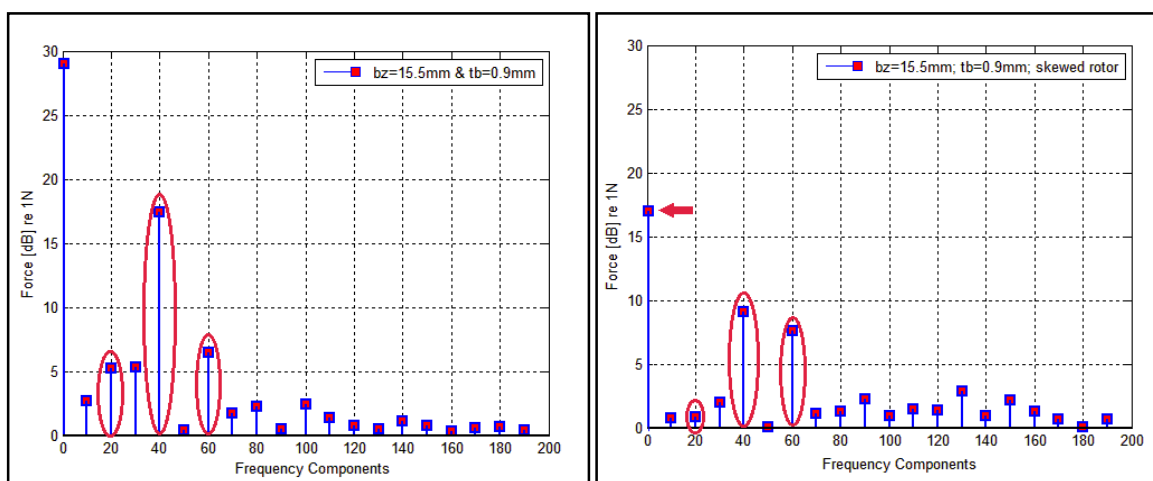 30
25
20
15
10
5
0
Force [dB] re 1N
bz=15.5mm & tb=0.9mm
0 20 40 60 80 100 120 140 160 180 200
Frequency Components
30
25
20
15
10
5
0
Force [dB] re 1N
bz=15.5mm; tb=0.9mm; skewed rotor
0 20 40 60 80 100 120 140 160 180 200
Frequency Components